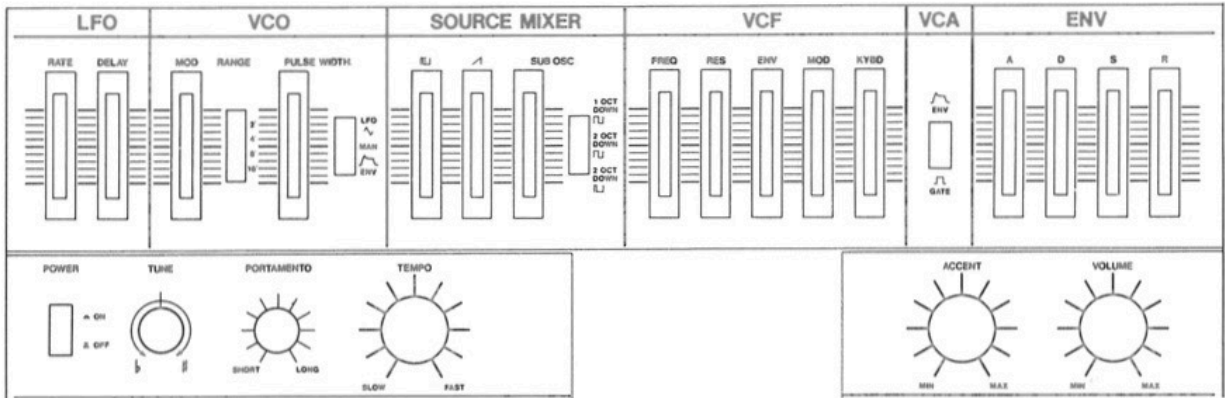 LFO
VCO
SOURCE MIXER
VCF
VCA
ENV
RATE
DELAY
MOD
RANGE
PULSE WIDTH
LFO
MAN
ENV
SUB OSC
1 OCT
DOWN
2 OCT
DOWN
2 OCT
DOWN
FREQ
RES
ENV
MOD
KYBD
ENV
GATE
A
D
S
R
POWER
ON
OFF
TUNE
PORTAMENTO
SHORT
LONG
TEMPO
SLOW
FAST
ACCENT
MIN
MAX
VOLUME
MIN
MAX